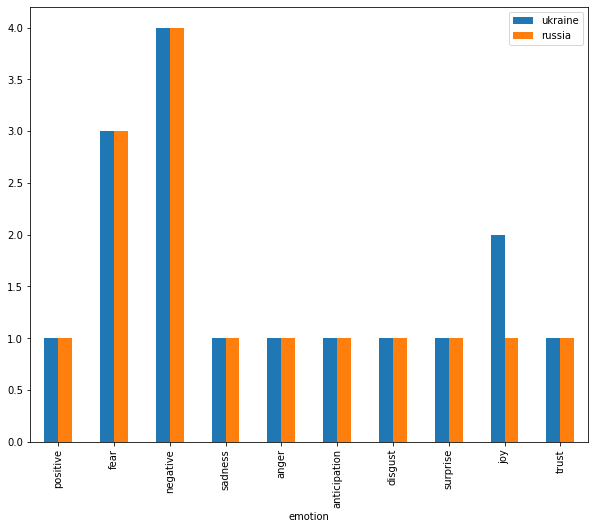 ukraine
russia
4.0
3.5
3.0
2.5
2.0
1.5
1.0
0.5
0.0
positive
fear
negative
sadness
anger
anticipation
disgust
surprise
joy
trust
emotion